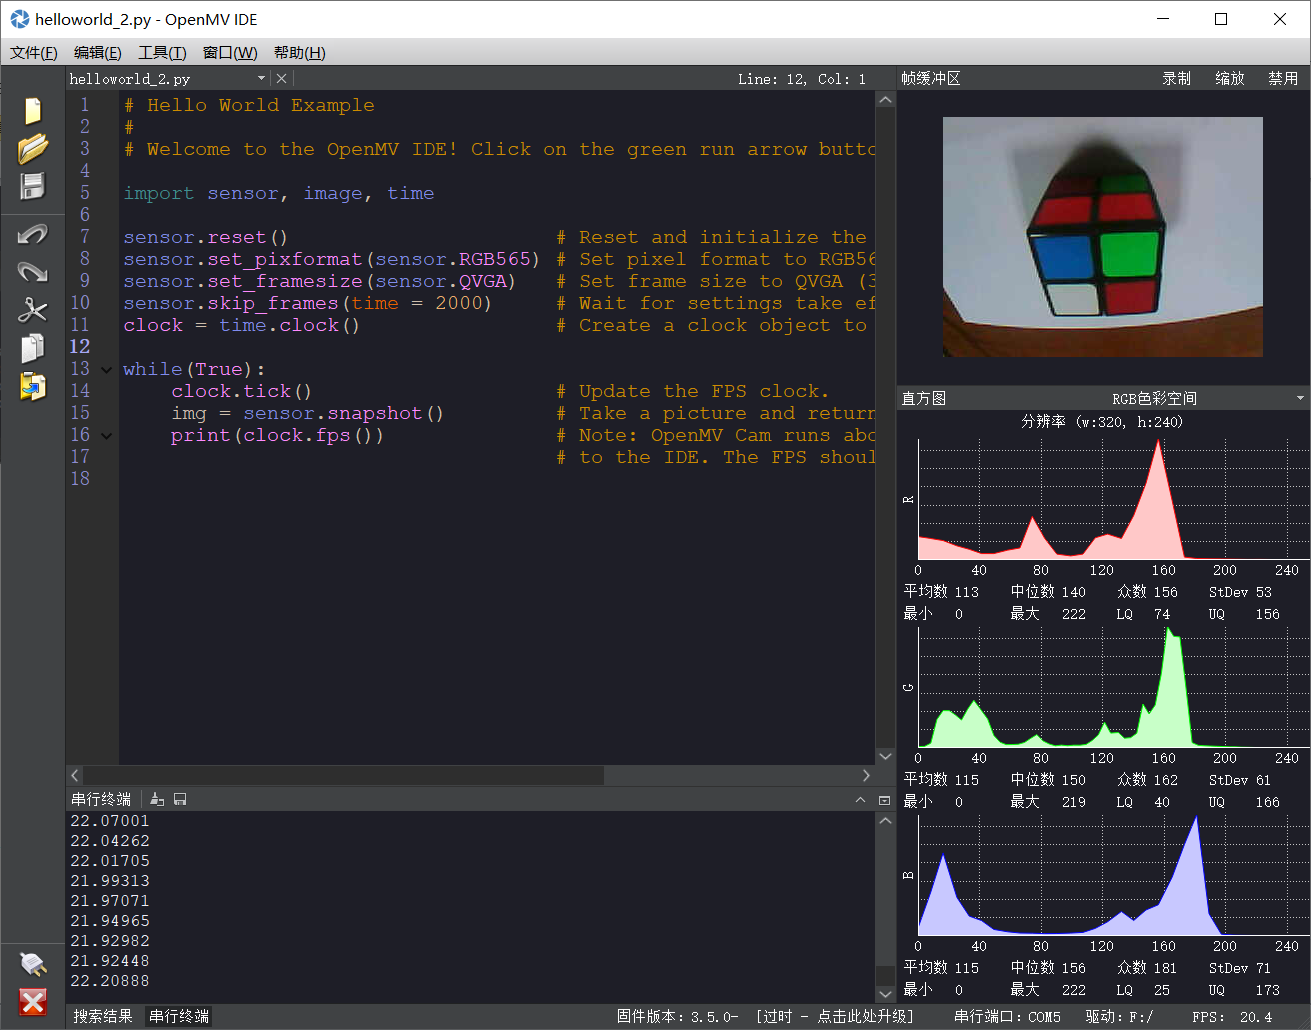 helloworld_2.py - OpenMV IDE
文件(F) 编辑(E) 工具(T) 窗口(W) 帮助(H)
helloworld_2.py Line: 12, Col: 1
1 # Hello World Example
2 #
3 # Welcome to the OpenMV IDE! Click on the green run arrow butto
4
5 import sensor, image, time
6
7 sensor.reset() # Reset and initialize the
8 sensor.set_pixformat(sensor.RGB565) # Set pixel format to RGB56
9 sensor.set_framesize(sensor.QVGA) # Set frame size to QVGA (3
10 sensor.skip_frames(time = 2000) # Wait for settings take ef
11 clock = time.clock() # Create a clock object to
12
13 while(True):
14 clock.tick() # Update the FPS clock.
15 img = sensor.snapshot() # Take a picture and return
16 print(clock.fps()) # Note: OpenMV Cam runs abo
17 # to the IDE. The FPS shoul
18
串行终端
22.07001
22.04262
22.01705
21.99313
21.97071
21.94965
21.92982
21.92448
22.20888
帧缓冲区 录制 缩放 禁用
直方图 RGB色彩空间
分辨率 (w:320, h:240)
R
0 40 80 120 160 200 240
平均数 113 中位数 140 众数 156 StDev 53
最小 0 最大 222 LQ 74 UQ 156
G
0 40 80 120 160 200 240
平均数 115 中位数 150 众数 162 StDev 61
最小 0 最大 219 LQ 40 UQ 166
B
0 40 80 120 160 200 240
平均数 115 中位数 156 众数 181 StDev 71
最小 0 最大 222 LQ 25 UQ 173
搜索结果 串行终端 固件版本: 3.5.0- [过时 - 点击此处升级] 串行端口: COM5 驱动: F:/ FPS: 20.4